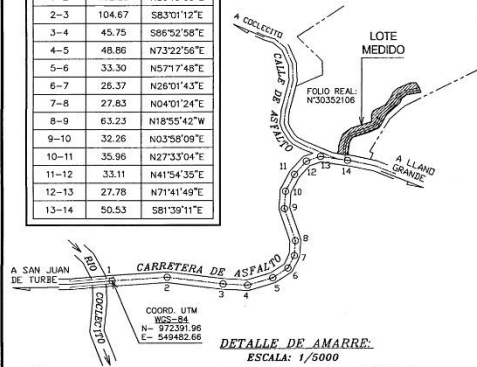 2-3 104.67 S83°01'12"E
3-4 45.75 S86°52'58"E
4-5 48.86 N73°22'56"E
5-6 33.30 N57°17'48"E
6-7 26.37 N26°01'43"E
7-8 27.83 N04°01'24"E
8-9 63.23 N18°55'42"W
9-10 32.26 N03°58'09"E
10-11 35.96 N27°33'04"E
11-12 33.11 N41°54'35"E
12-13 27.78 N71°41'49"E
13-14 50.53 S81°39'11"E
A COCLECITO
CALLE DE ASFALTO
LOTE
MEDIDO
FOLIO REAL:
N°30352106
A LLANO
GRANDE
11
12
13
14
10
9
8
7
6
5
4
3
2
1
A SAN JUAN
DE TURBE
RIO
COCLECITO
CARRETERA DE ASFALTO
COORD. UTM
WGS-84
N- 972391.96
E- 549482.66
DETALLE DE AMARRE:
ESCALA: 1/5000